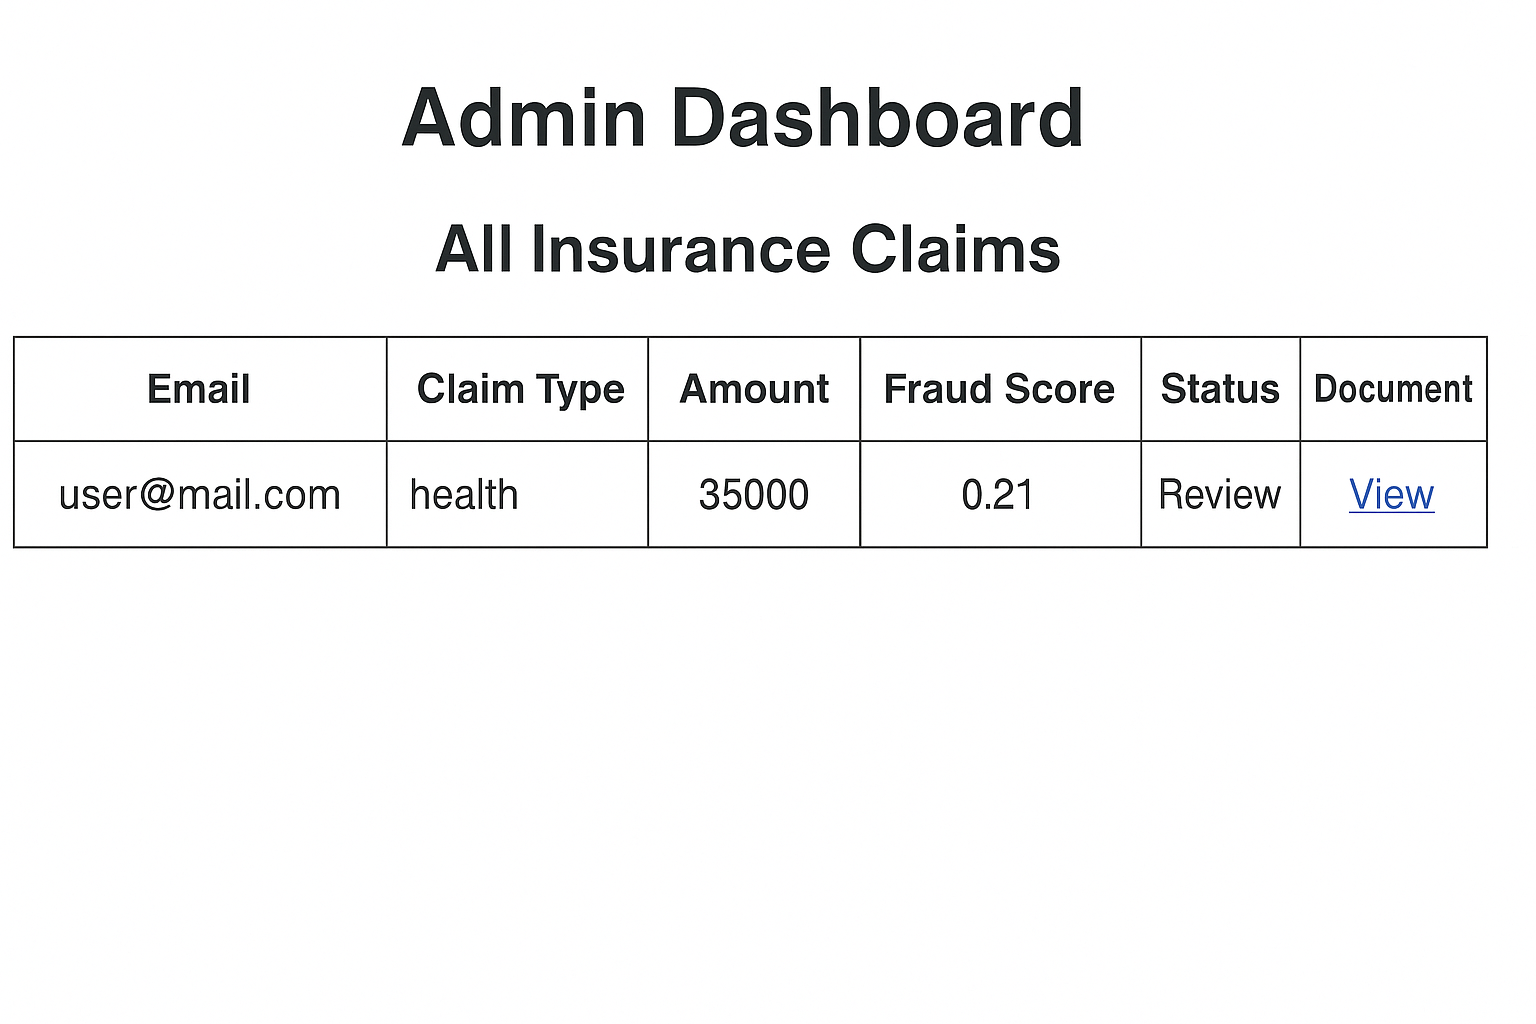 Admin Dashboard
All Insurance Claims
Email Claim Type Amount Fraud Score Status Document
user@mail.com health 35000 0.21 Review View